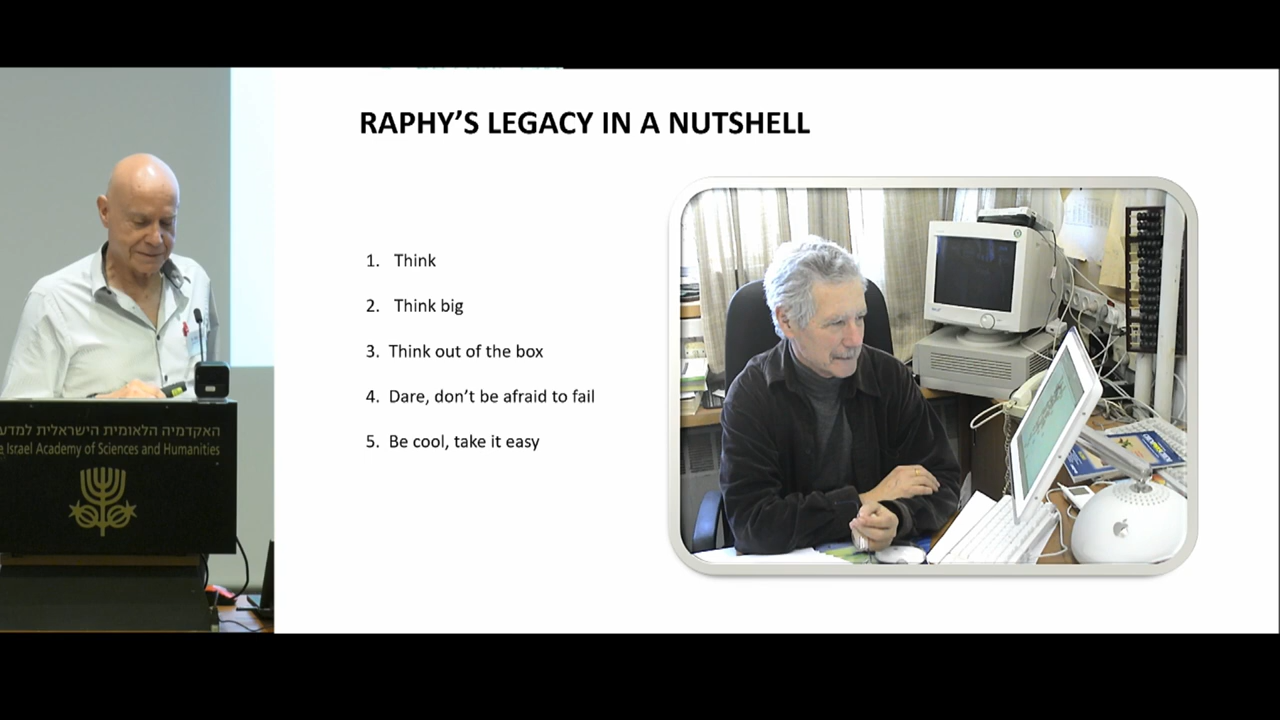 RAPHY'S LEGACY IN A NUTSHELL
1. Think
2. Think big
3. Think out of the box
4. Dare, don't be afraid to fail
5. Be cool, take it easy
האקדמיה הלאומית הישראלית למדע
Israel Academy of Sciences and Humanities